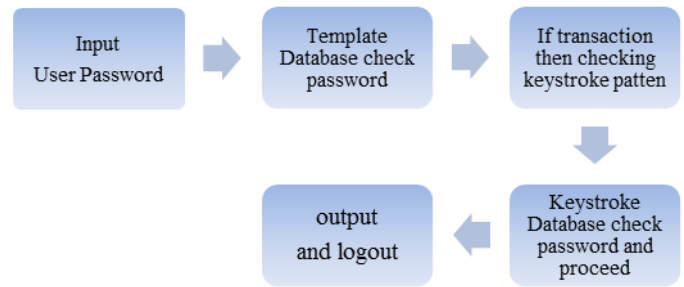 Input
User Password
Template
Database check
password
If transaction
then checking
keystroke patten
Keystroke
Database check
password and
proceed
output
and logout